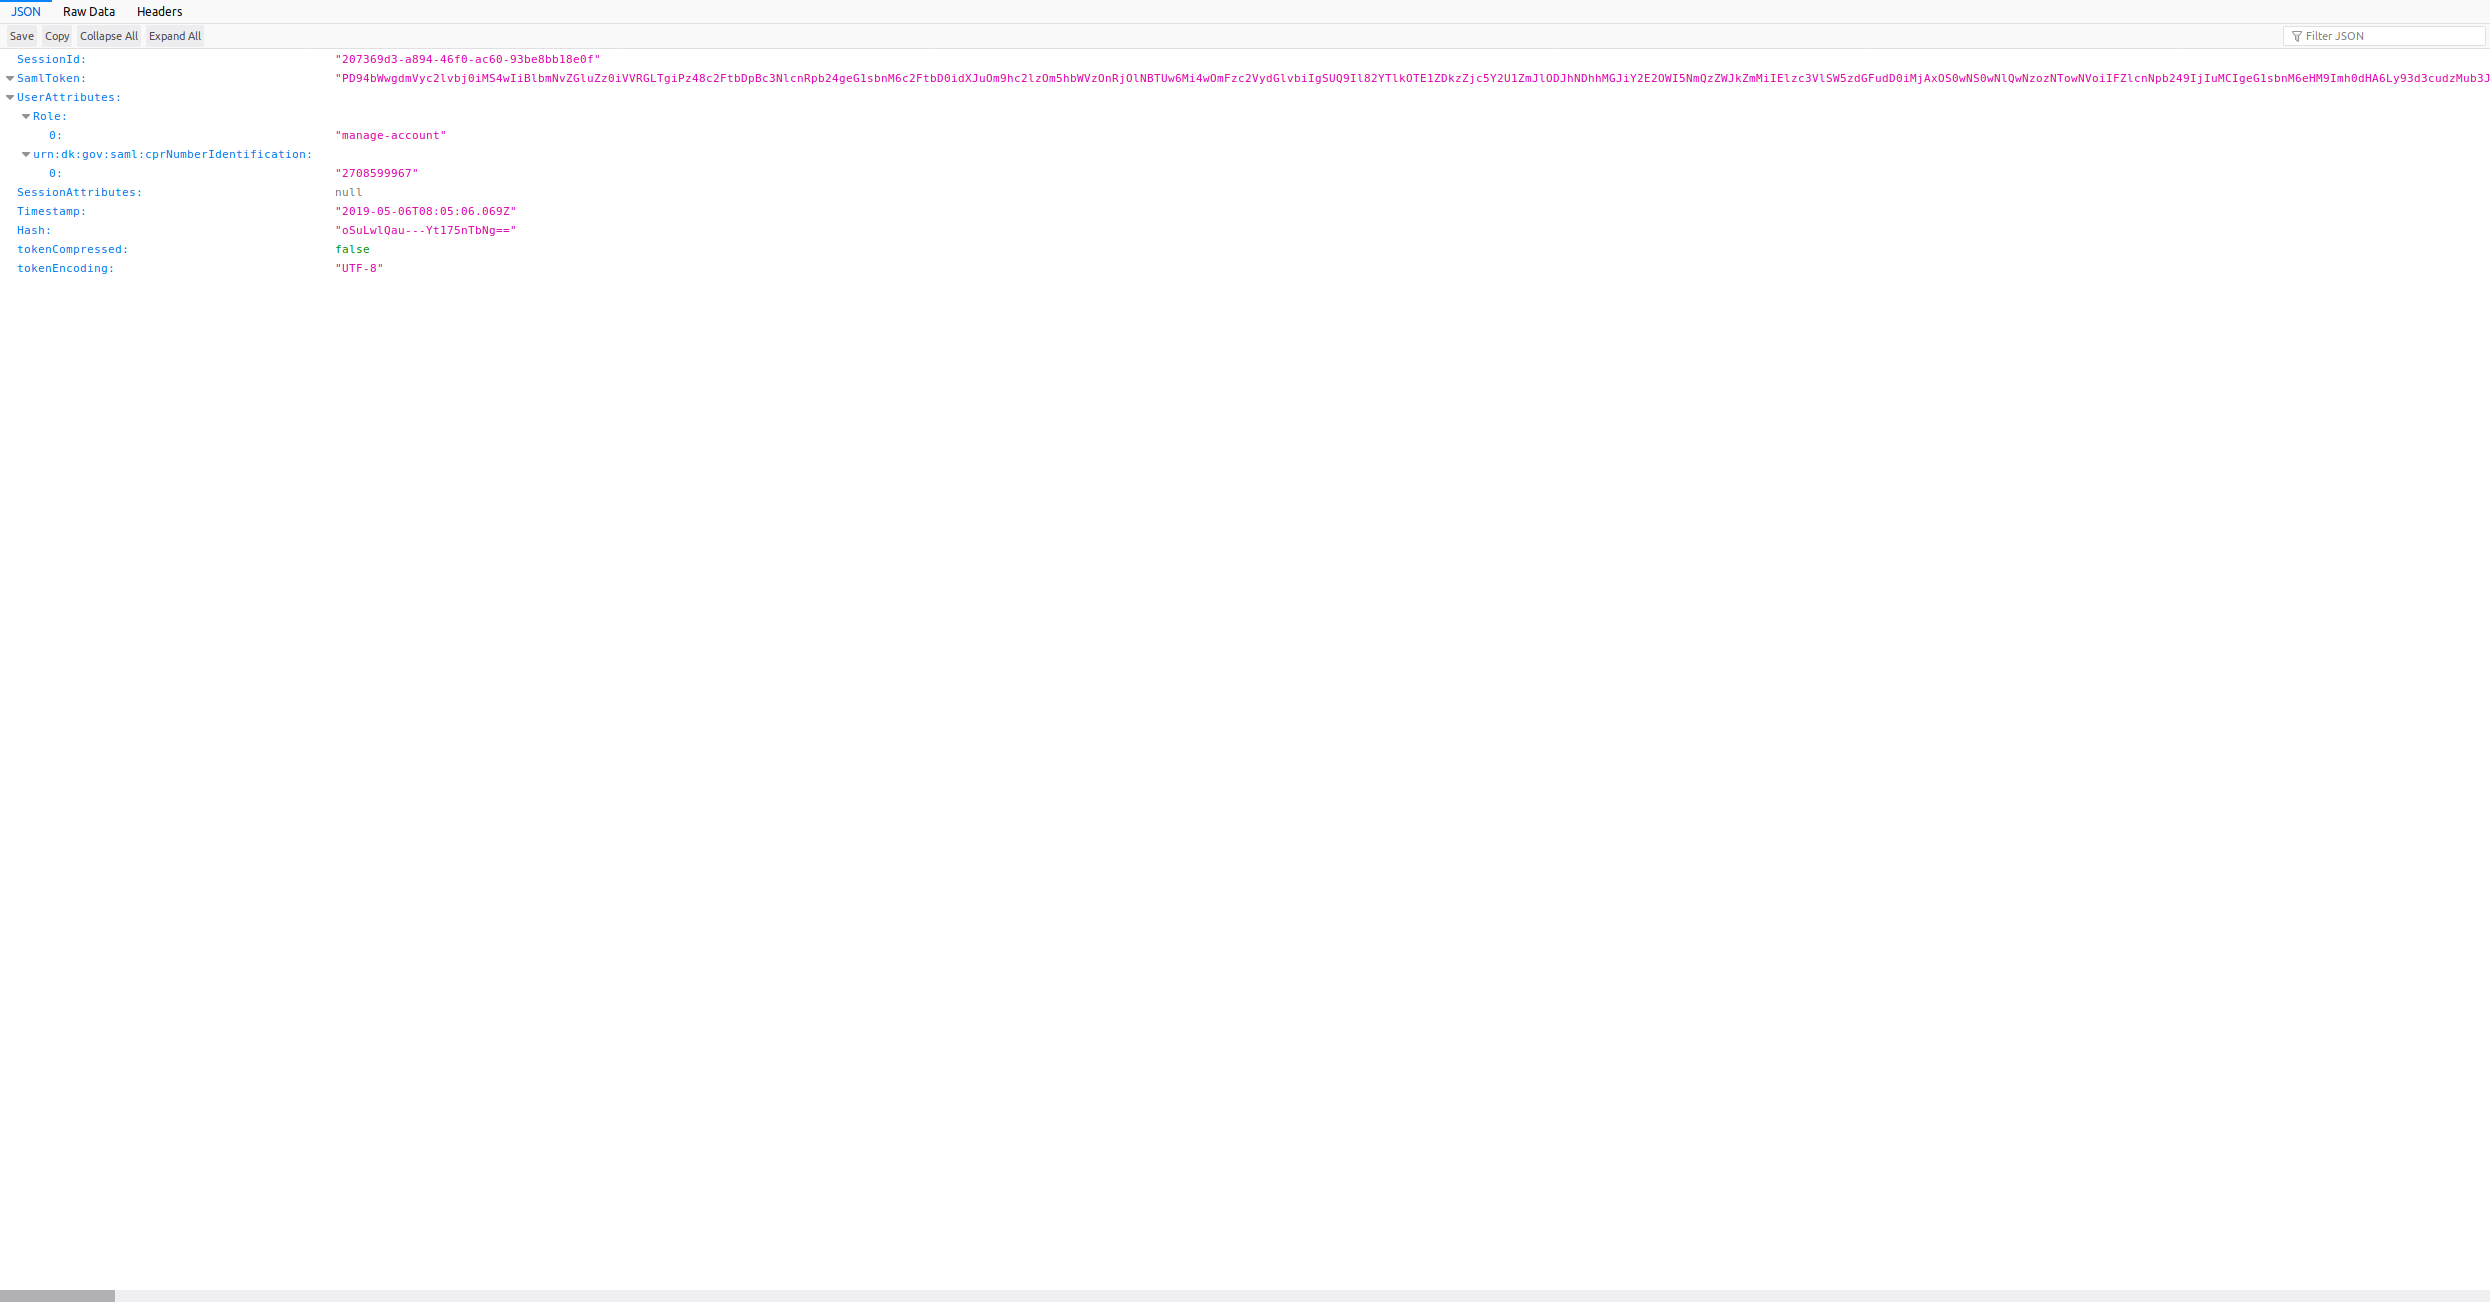 JSON Raw Data Headers
Save Copy Collapse All Expand All Filter JSON
SessionId: "207369d3-a894-46f0-ac60-93be8bb18e0f"
SamlToken: "PD94bWwgdmVyc2lvbj0iMS4wIiBlbmNvZGluZz0iVVRGLTgiPz48c2FtbDpBc3NlcnRpb24geG1sbnM6c2FtbD0idXJuOm9hc2lzOm5hbWVzOnRjOlNBTUw6Mi4wOmFzc2VydGlvbiIgSUQ9Il82YTlkOTE1ZDkzZjc5Y2U1ZmJlODJhNDhhMGJiY2E2OWI5NmQzZWJkZmMiIElzc3VlSW5zdGFudD0iMjAxOS0wNS0wNlQwNzozNTowNVoiIFZlcnNpb249IjIuMCIgeG1sbnM6eHM9Imh0dHA6Ly93d3cudzMub3J
UserAttributes:
Role:
0: "manage-account"
urn:dk:gov:saml:cprNumberIdentification:
0: "2708599967"
SessionAttributes: null
Timestamp: "2019-05-06T08:05:06.069Z"
Hash: "oSuLwlQau---Yt175nTbNg=="
tokenCompressed: false
tokenEncoding: "UTF-8"